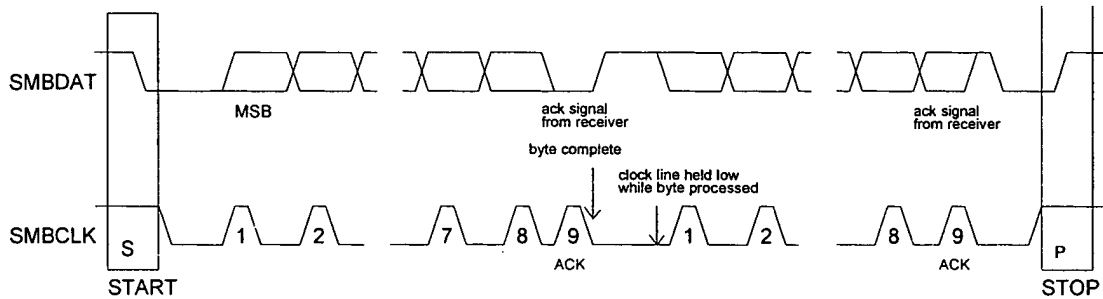 SMBDAT
MSB
ack signal
from receiver
ack signal
from receiver
byte complete
clock line held low
while byte processed
SMBCLK
S
1
2
7
8
9
1
2
8
9
P
ACK
ACK
START
STOP